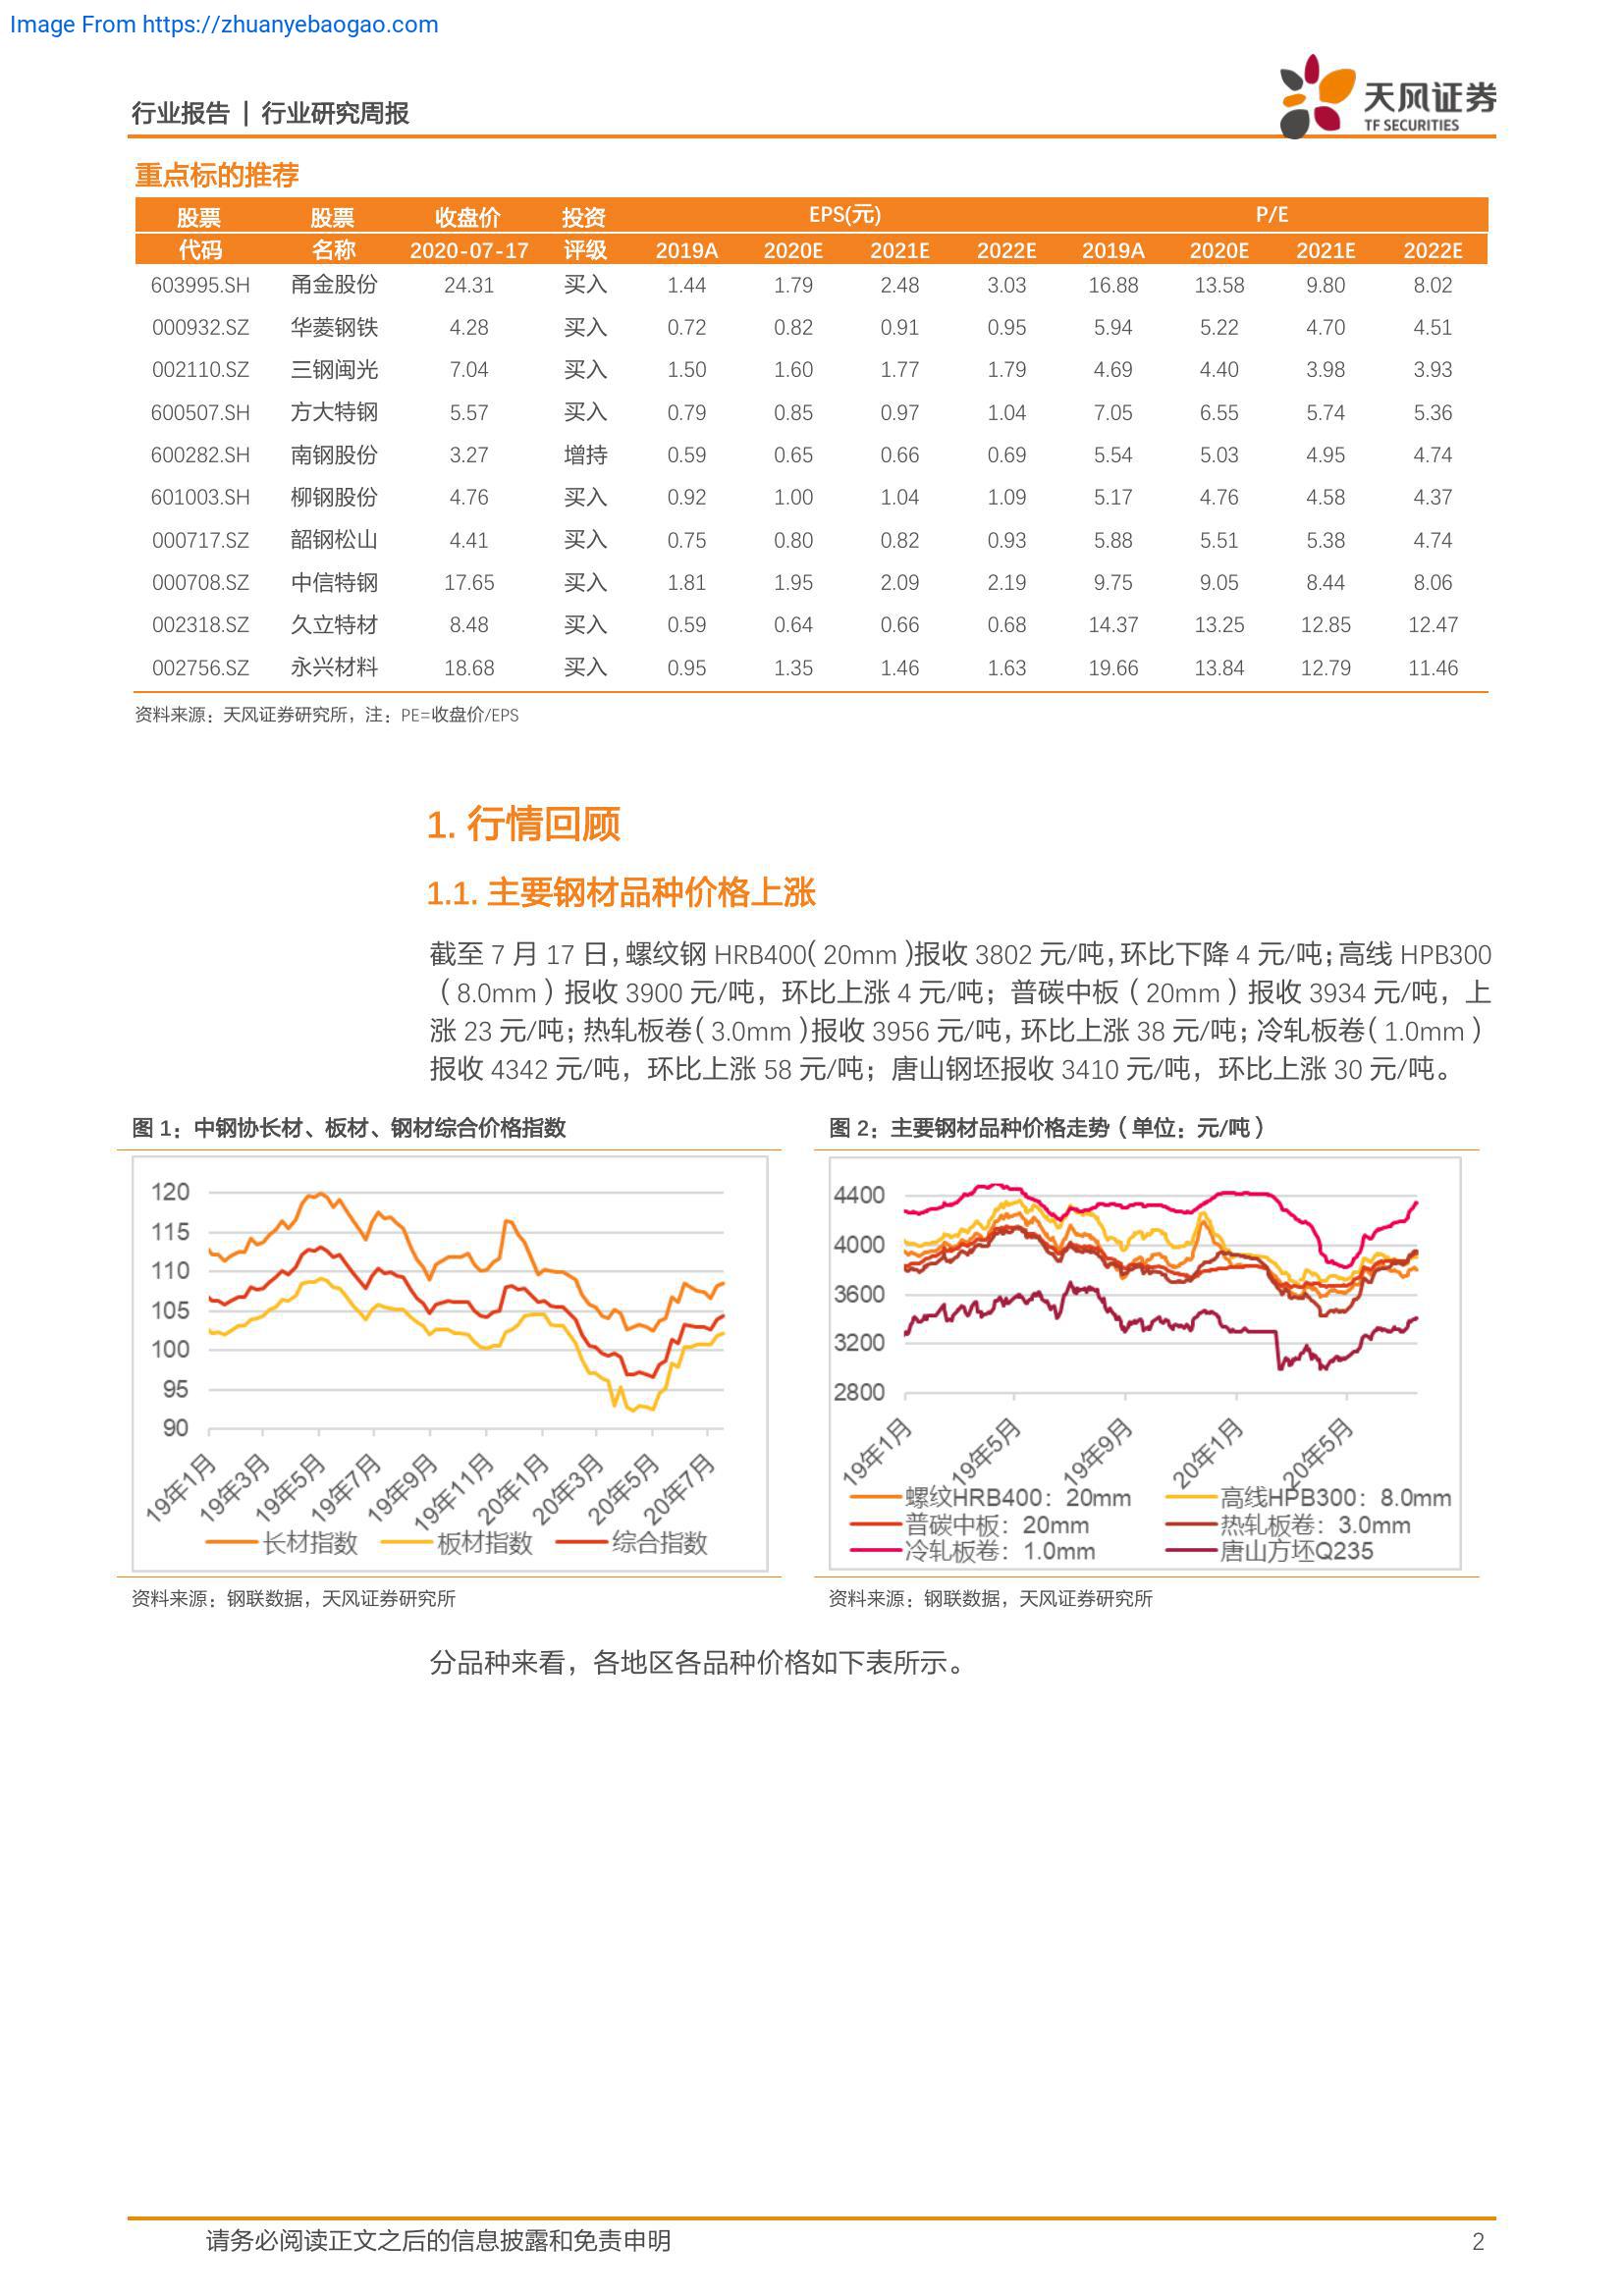 Image From https://zhuanyebaogao.com
行业报告 | 行业研究周报
天风证券
TF SECURITIES
重点标的推荐
股票 股票 收盘价 投资 EPS(元) P/E
代码 名称 2020-07-17 评级 2019A 2020E 2021E 2022E 2019A 2020E 2021E 2022E
603995.SH 甬金股份 24.31 买入 1.44 1.79 2.48 3.03 16.88 13.58 9.80 8.02
000932.SZ 华菱钢铁 4.28 买入 0.72 0.82 0.91 0.95 5.94 5.22 4.70 4.51
002110.SZ 三钢闽光 7.04 买入 1.50 1.60 1.77 1.79 4.69 4.40 3.98 3.93
600507.SH 方大特钢 5.57 买入 0.79 0.85 0.97 1.04 7.05 6.55 5.74 5.36
600282.SH 南钢股份 3.27 增持 0.59 0.65 0.66 0.69 5.54 5.03 4.95 4.74
601003.SH 柳钢股份 4.76 买入 0.92 1.00 1.04 1.09 5.17 4.76 4.58 4.37
000717.SZ 韶钢松山 4.41 买入 0.75 0.80 0.82 0.93 5.88 5.51 5.38 4.74
000708.SZ 中信特钢 17.65 买入 1.81 1.95 2.09 2.19 9.75 9.05 8.44 8.06
002318.SZ 久立特材 8.48 买入 0.59 0.64 0.66 0.68 14.37 13.25 12.85 12.47
002756.SZ 永兴材料 18.68 买入 0.95 1.35 1.46 1.63 19.66 13.84 12.79 11.46
资料来源：天风证券研究所，注：PE=收盘价/EPS
1. 行情回顾
1.1. 主要钢材品种价格上涨
截至 7 月 17 日，螺纹钢 HRB400（20mm）报收 3802 元/吨，环比下降 4 元/吨；高线 HPB300
（8.0mm）报收 3900 元/吨，环比上涨 4 元/吨；普碳中板（20mm）报收 3934 元/吨，上
涨 23 元/吨；热轧板卷（3.0mm）报收 3956 元/吨，环比上涨 38 元/吨；冷轧板卷（1.0mm）
报收 4342 元/吨，环比上涨 58 元/吨；唐山钢坯报收 3410 元/吨，环比上涨 30 元/吨。
图 1：中钢协长材、板材、钢材综合价格指数
120
115
110
105
100
95
90
19年1月 19年3月 19年5月 19年7月 19年9月 19年11月 20年1月 20年3月 20年5月 20年7月
长材指数 板材指数 综合指数
资料来源：钢联数据，天风证券研究所
图 2：主要钢材品种价格走势（单位：元/吨）
4400
4000
3600
3200
2800
19年1月 19年5月 19年9月 20年1月 20年5月
螺纹HRB400：20mm 高线HPB300：8.0mm
普碳中板：20mm 热轧板卷：3.0mm
冷轧板卷：1.0mm 唐山方坯Q235
资料来源：钢联数据，天风证券研究所
分品种来看，各地区各品种价格如下表所示。
请务必阅读正文之后的信息披露和免责申明 2